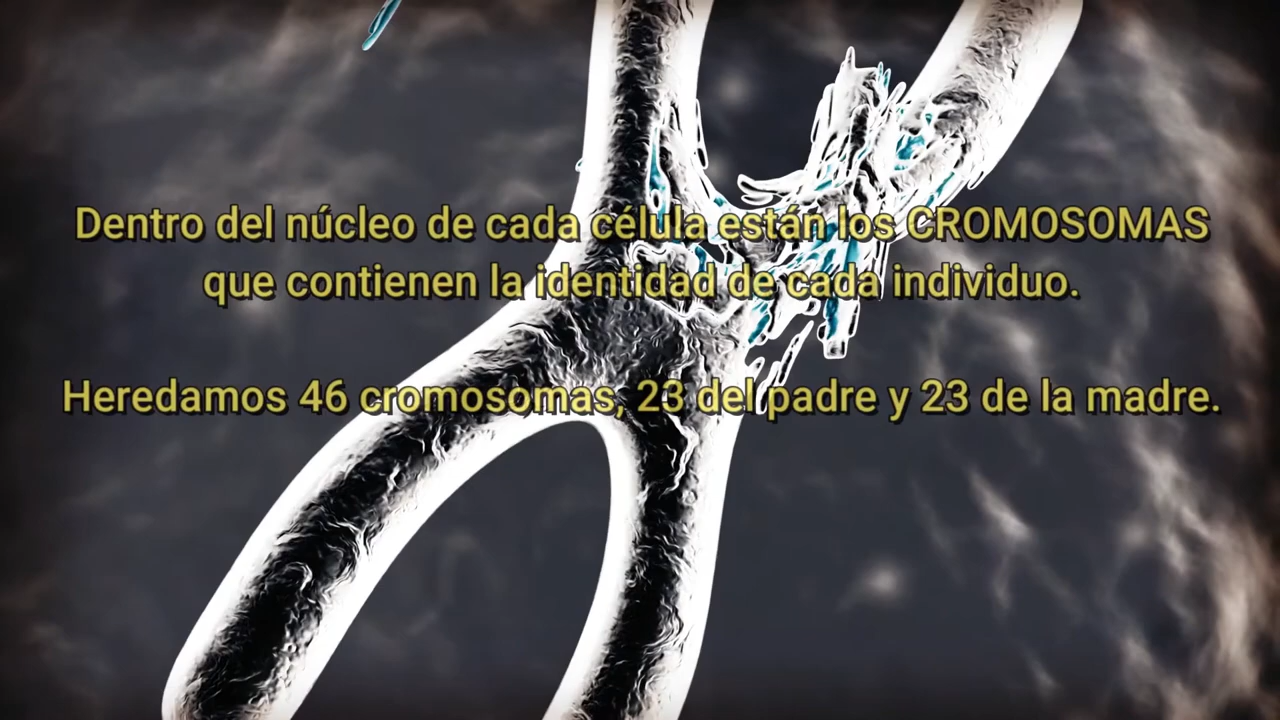 Dentro del núcleo de cada célula están los CROMOSOMAS
que contienen la identidad de cada individuo.
Heredamos 46 cromosomas, 23 del padre y 23 de la madre.